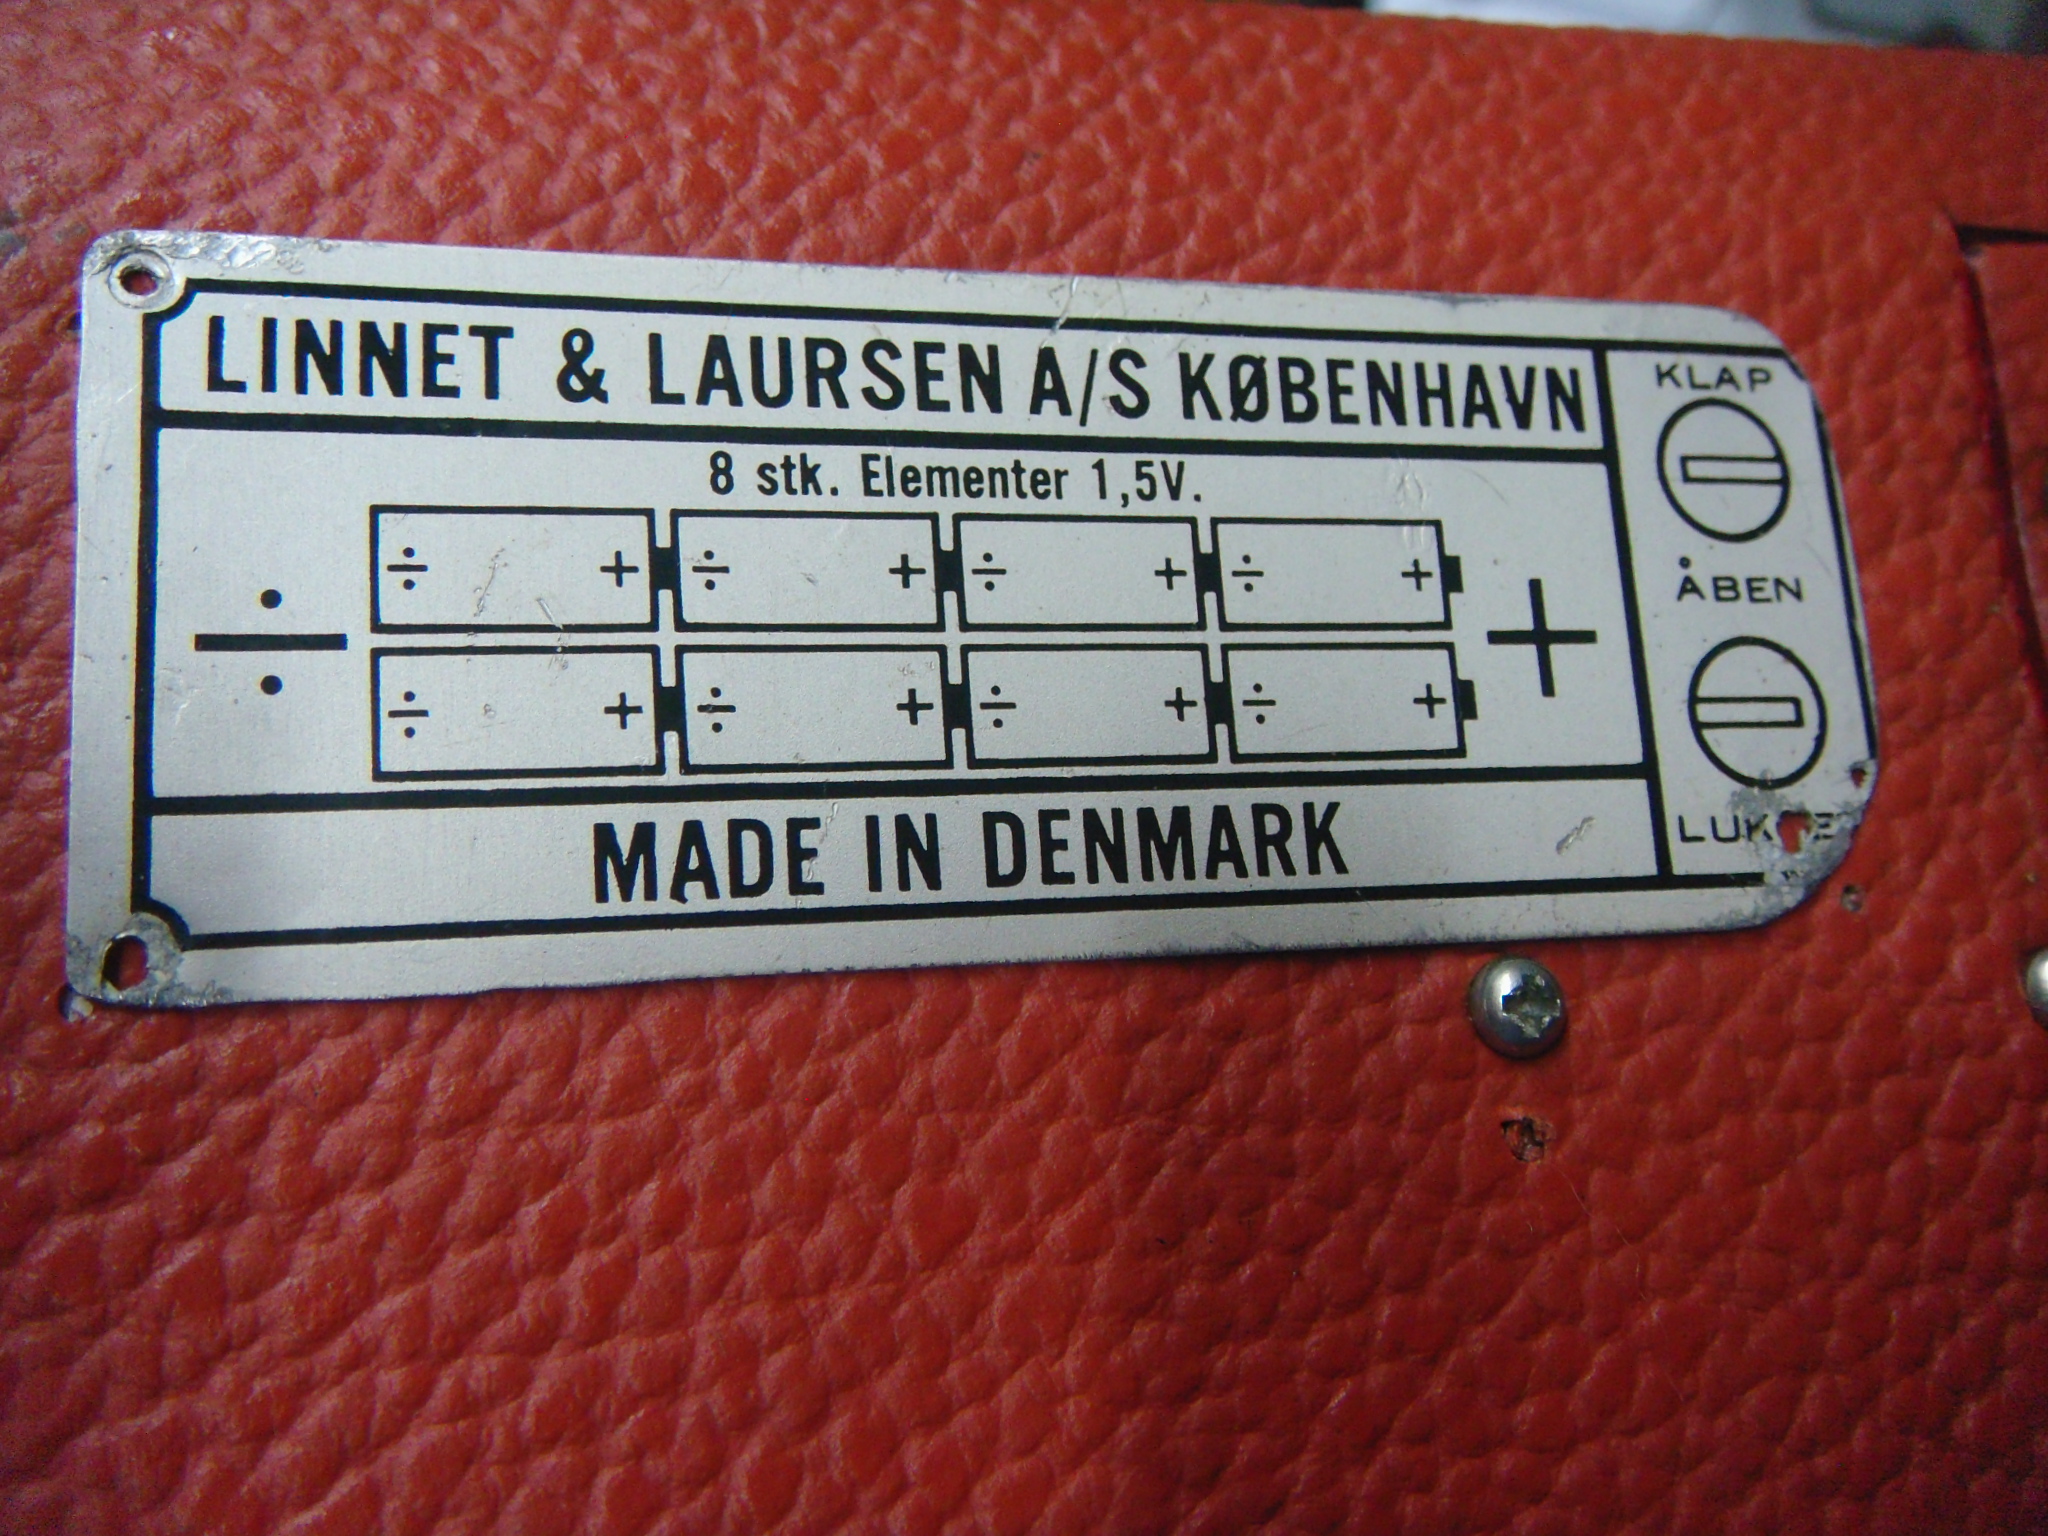 LINNET & LAURSEN A/S KØBENHAVN
8 stk. Elementer 1,5V.
÷ + ÷ + ÷ + ÷ +
÷ +
÷ + ÷ + ÷ + ÷ +
MADE IN DENMARK
KLAP
ÅBEN